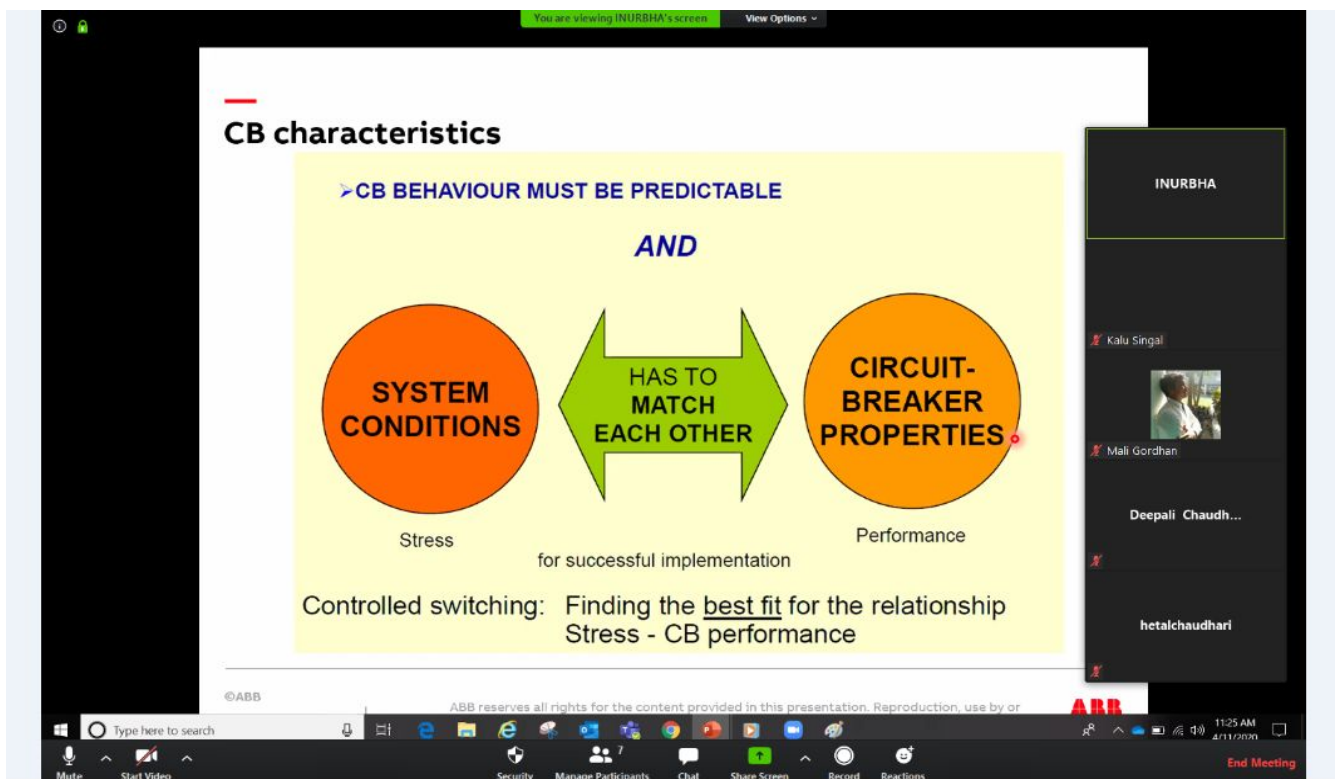 You are viewing INURBHA's screen
View Options
CB characteristics
➢CB BEHAVIOUR MUST BE PREDICTABLE
AND
SYSTEM
CONDITIONS
HAS TO
MATCH
EACH OTHER
CIRCUIT-
BREAKER
PROPERTIES
Stress
Performance
for successful implementation
Controlled switching: Finding the best fit for the relationship
Stress - CB performance
©ABB
ABB reserves all rights for the content provided in this presentation. Reproduction, use by or
ABB
INURBHA
Kalu Singal
Mali Gordhan
Deepali Chaudh...
hetalchaudhari
Type here to search
11:25 AM
4/11/2020
Mute
Start Video
Security
Manage Participants
7
Chat
Share Screen
Record
Reactions
End Meeting